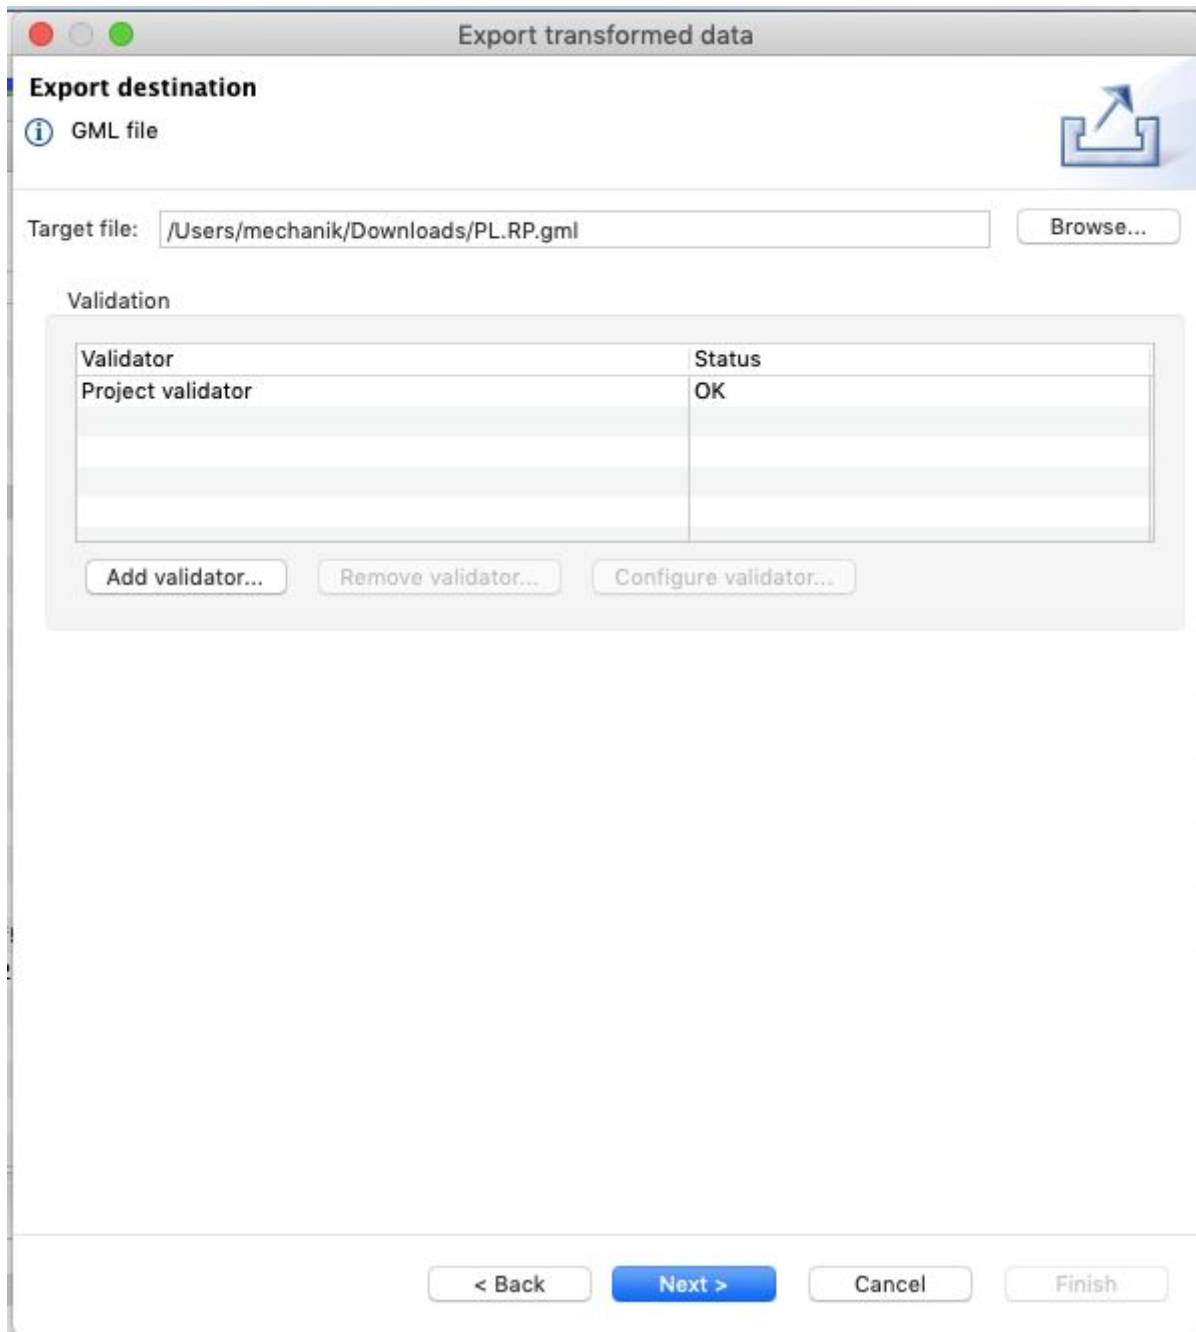 Export transformed data
Export destination
GML file
Target file: /Users/mechanik/Downloads/PL.RP.gml Browse...
Validation
Validator Status
Project validator OK
Add validator... Remove validator... Configure validator...
< Back Next > Cancel Finish